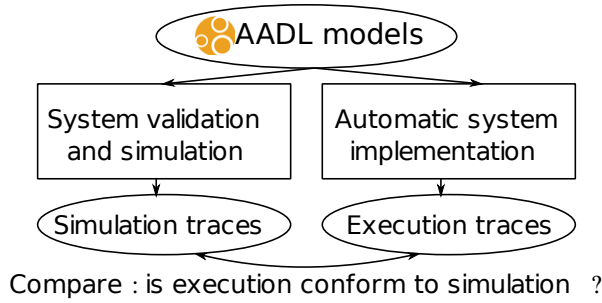 AADL models
System validation
and simulation
Automatic system
implementation
Simulation traces
Execution traces
Compare : is execution conform to simulation ?